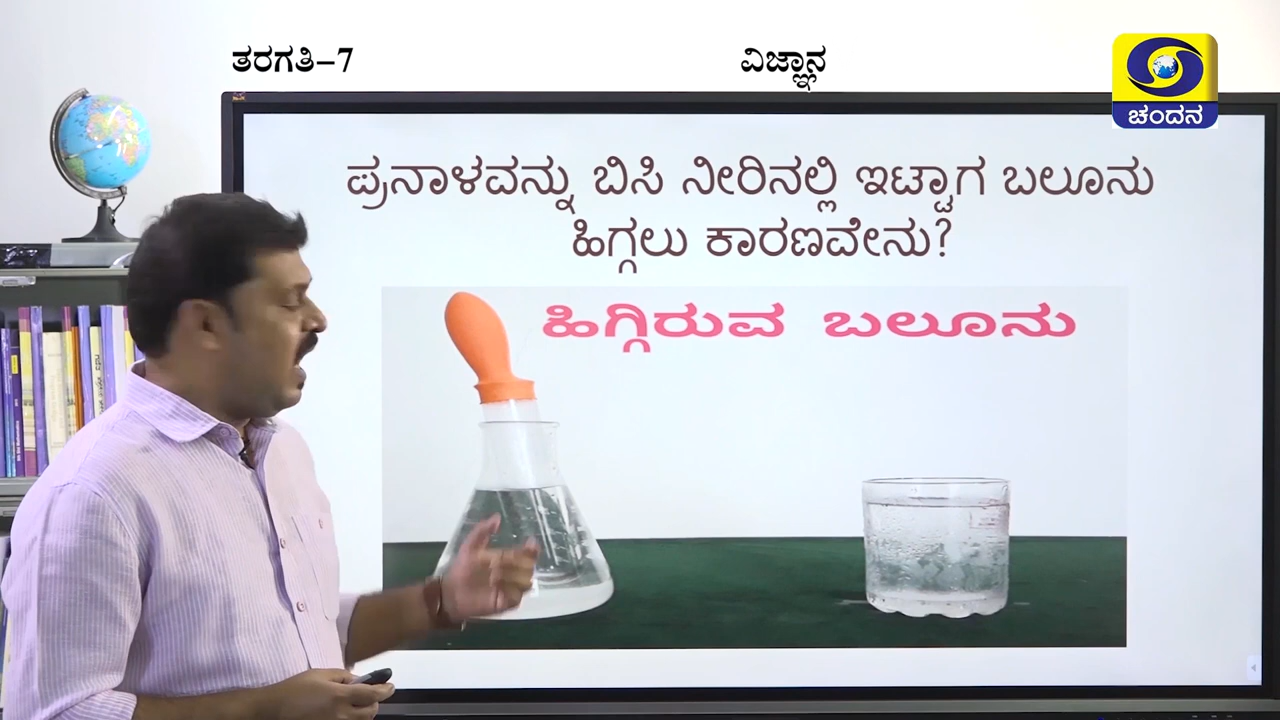 ತರಗತಿ–7
ವಿಜ್ಞಾನ
ಚಂದನ
ಪ್ರನಾಳವನ್ನು ಬಿಸಿ ನೀರಿನಲ್ಲಿ ಇಟ್ಟಾಗ ಬಲೂನು
ಹಿಗ್ಗಲು ಕಾರಣವೇನು?
ಹಿಗ್ಗಿರುವ ಬಲೂನು